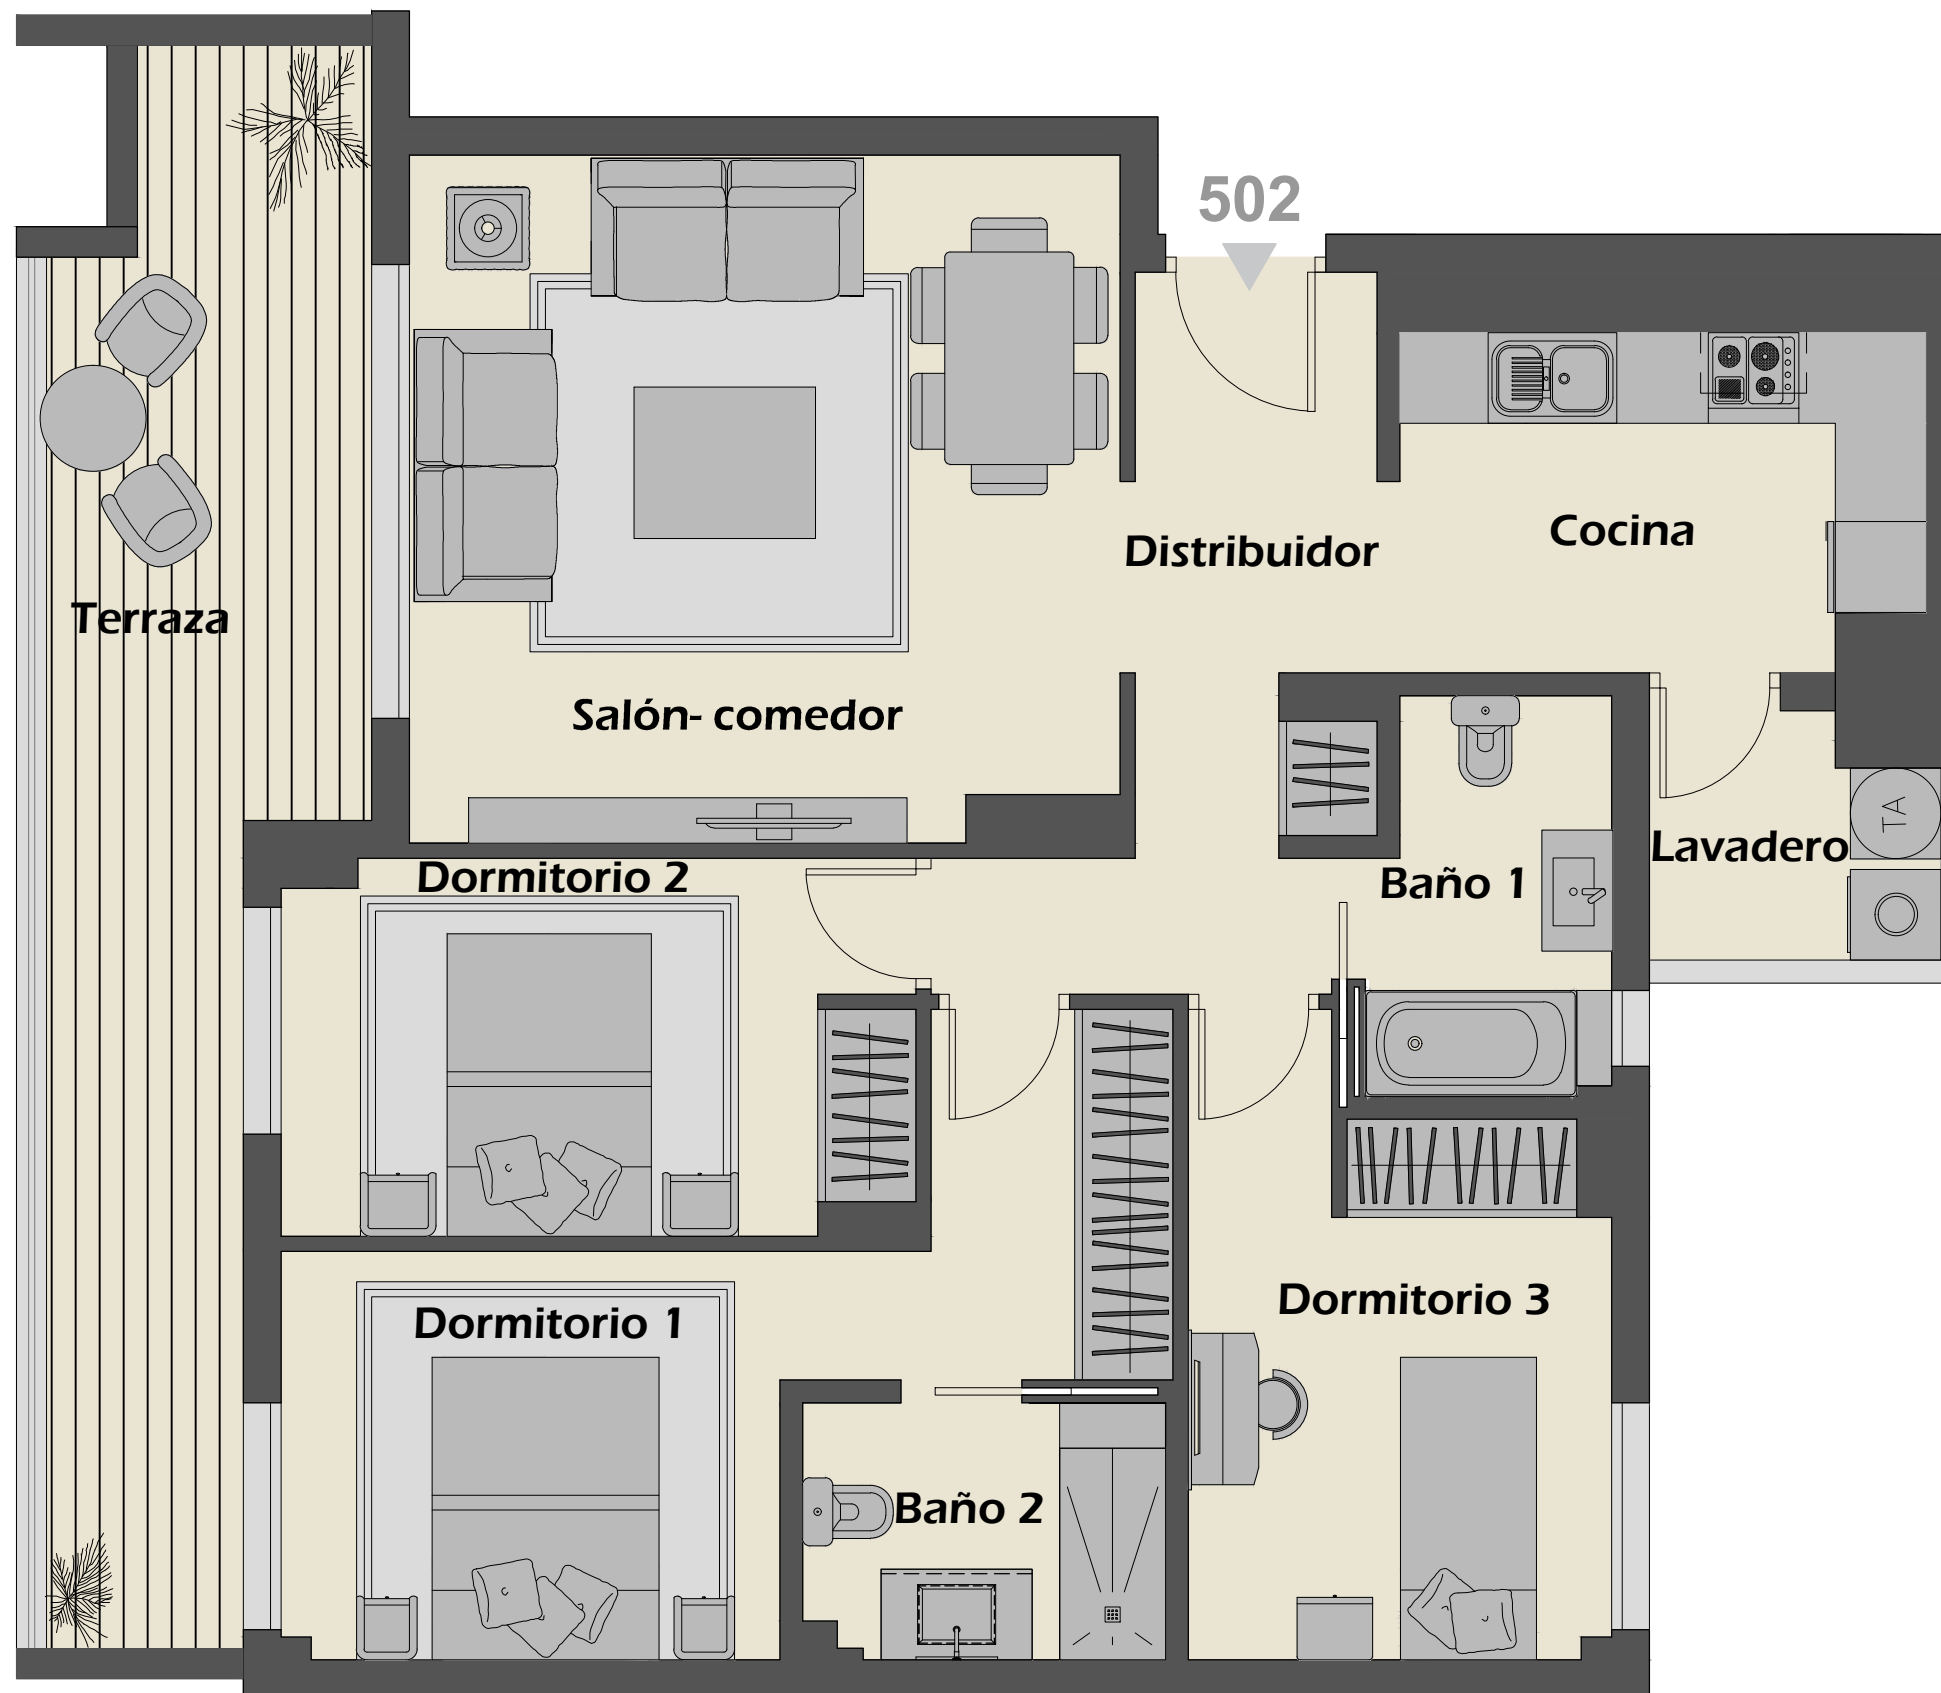 502
Cocina
Distribuidor
Terraza
Salón- comedor
TA
Lavadero
Dormitorio 2
Baño 1
Dormitorio 3
Dormitorio 1
Baño 2